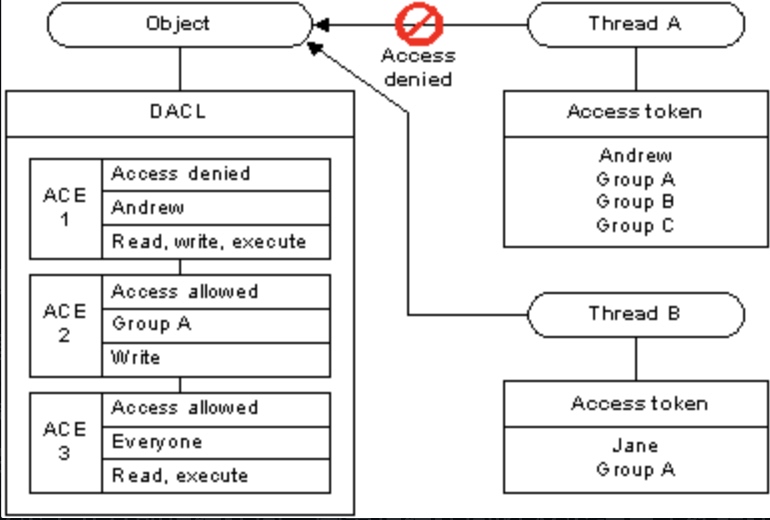 Object
Thread A
Access
denied
DACL
ACE
1
Access denied
Andrew
Read, write, execute
ACE
2
Access allowed
Group A
Write
ACE
3
Access allowed
Everyone
Read, execute
Access token
Andrew
Group A
Group B
Group C
Thread B
Access token
Jane
Group A